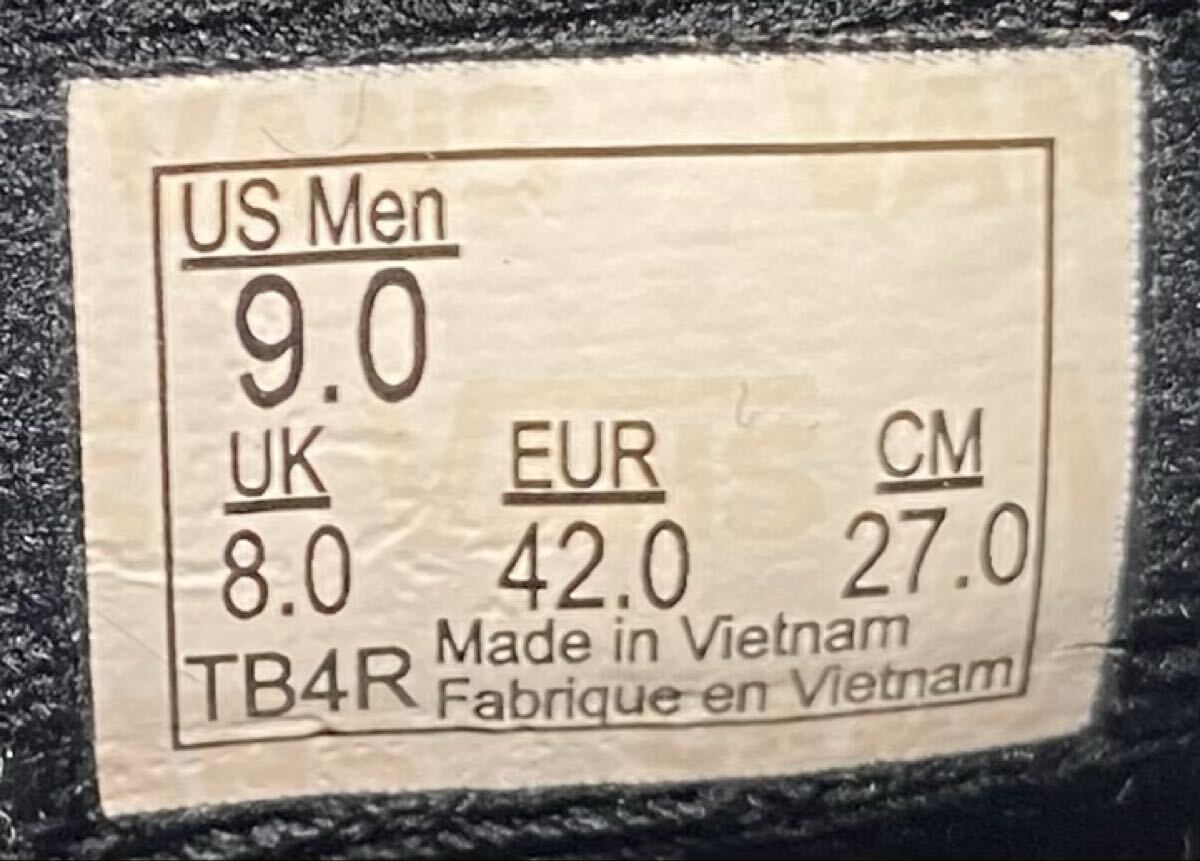 US Men
9.0
UK EUR CM
8.0 42.0 27.0
TB4R Made in Vietnam
Fabrique en Vietnam